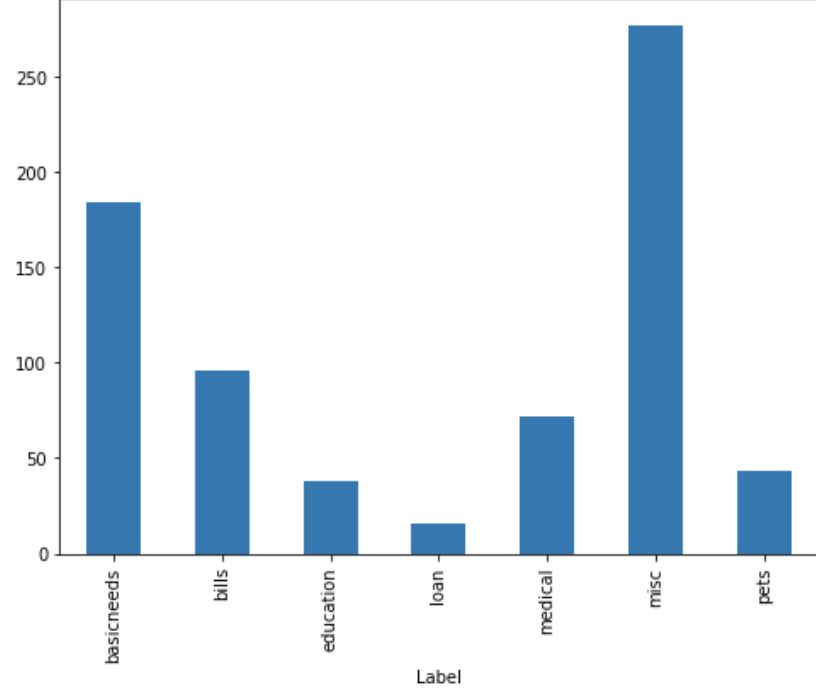 250
200
150
100
50
0
basicneeds
bills
education
loan
medical
misc
pets
Label